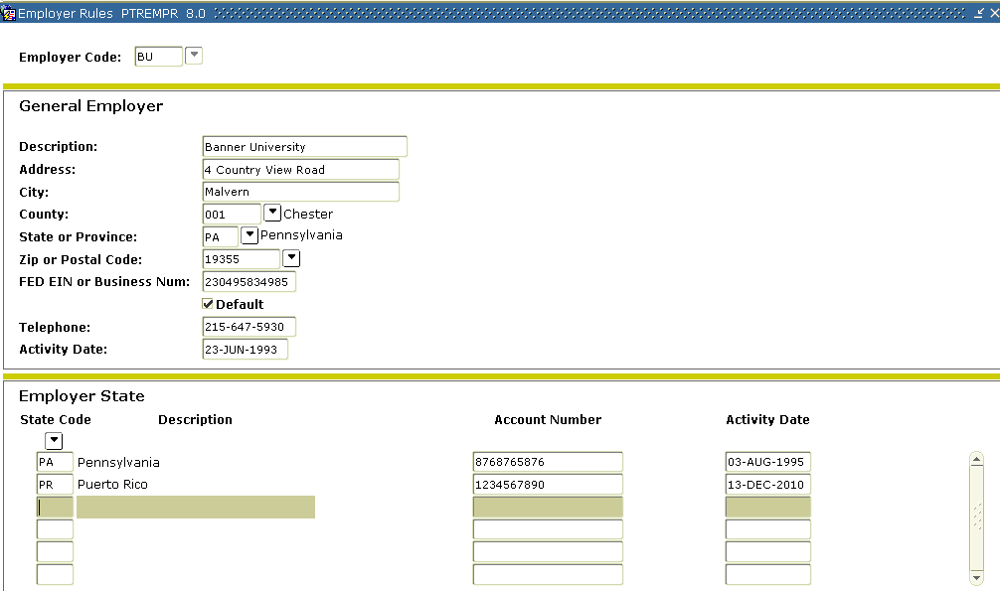 Employer Rules PTREMPR 8.0
Employer Code: BU
General Employer
Description: Banner University
Address: 4 Country View Road
City: Malvern
County: 001 Chester
State or Province: PA Pennsylvania
Zip or Postal Code: 19355
FED EIN or Business Num: 230495834985
Default
Telephone: 215-647-5930
Activity Date: 23-JUN-1993
Employer State
State Code Description Account Number Activity Date
PA Pennsylvania 8768765876 03-AUG-1995
PR Puerto Rico 1234567890 13-DEC-2010